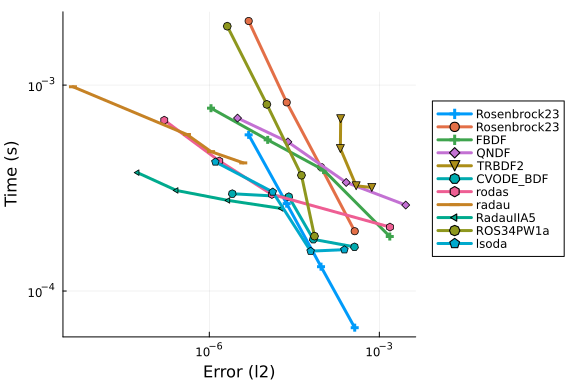 10⁻³
10⁻⁴
Time (s)
10⁻⁶
10⁻³
Error (l2)
Rosenbrock23
Rosenbrock23
FBDF
QNDF
TRBDF2
CVODE_BDF
rodas
radau
RadauIIA5
ROS34PW1a
lsoda